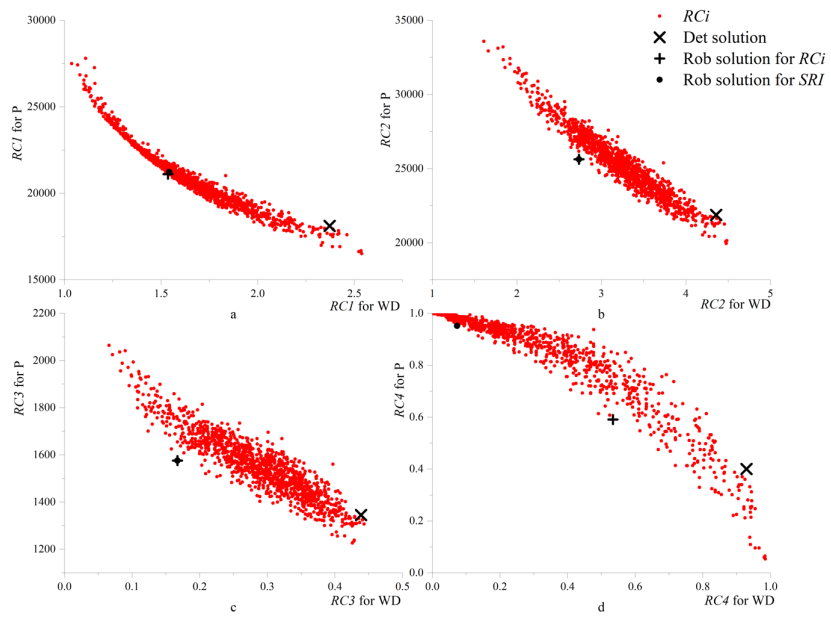 RCi
Det solution
Rob solution for RCi
Rob solution for SRI
30000
25000
20000
15000
RC1 for P
1.0
1.5
2.0
2.5
RC1 for WD
a
35000
30000
25000
20000
RC2 for P
1
2
3
4
5
RC2 for WD
b
2200
2000
1800
1600
1400
1200
RC3 for P
0.0
0.1
0.2
0.3
0.4
0.5
RC3 for WD
c
1.0
0.8
0.6
0.4
0.2
0.0
RC4 for P
0.0
0.2
0.4
0.6
0.8
1.0
RC4 for WD
d